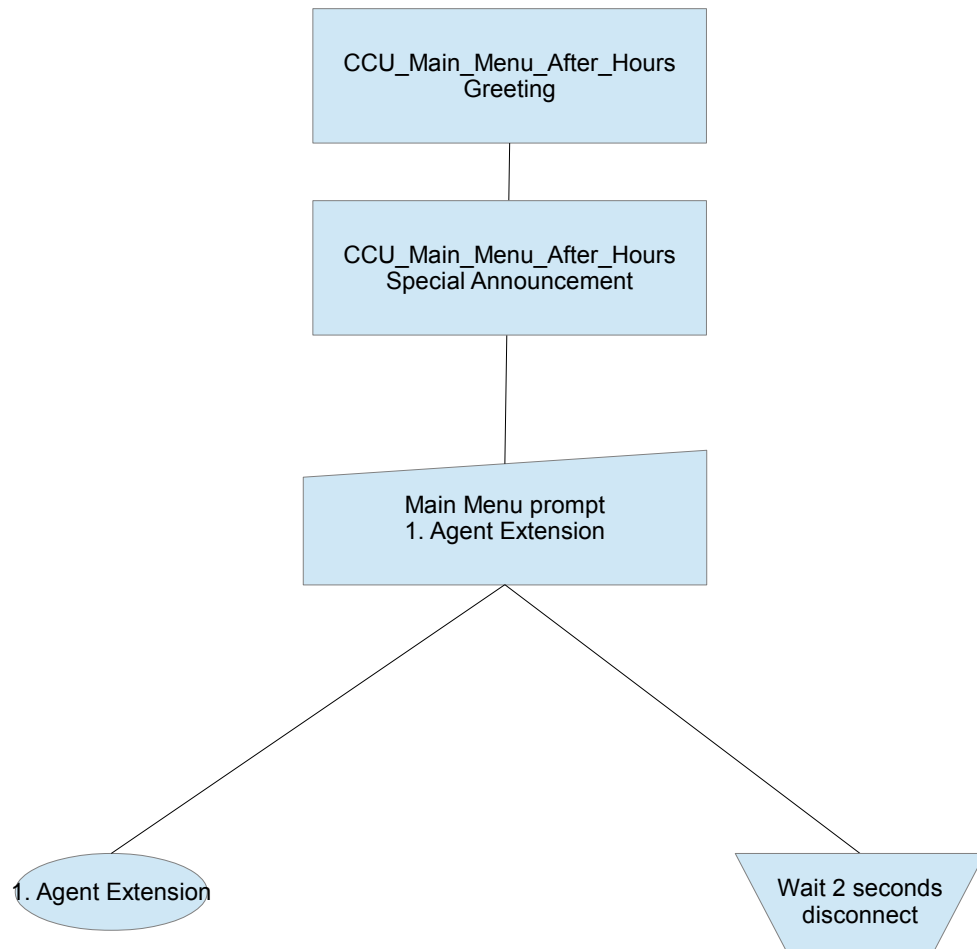 CCU_Main_Menu_After_Hours
Greeting
CCU_Main_Menu_After_Hours
Special Announcement
Main Menu prompt
1. Agent Extension
1. Agent Extension
Wait 2 seconds
disconnect